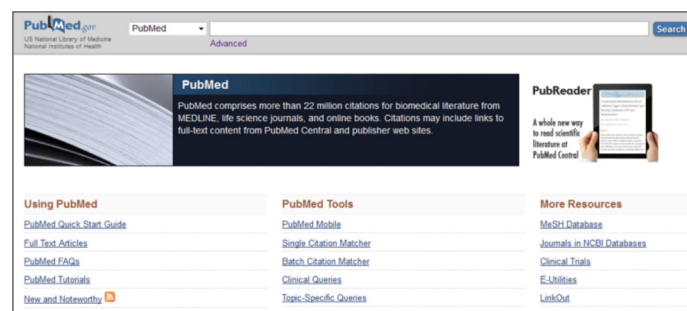 PubMed.gov
US National Library of Medicine
National Institutes of Health
PubMed
Search
Advanced
PubMed
PubMed comprises more than 22 million citations for biomedical literature from
MEDLINE, life science journals, and online books. Citations may include links to
full-text content from PubMed Central and publisher web sites.
PubReader
A whole new way
to read scientific
literature at
PubMed Central
Using PubMed
PubMed Quick Start Guide
Full Text Articles
PubMed FAQs
PubMed Tutorials
New and Noteworthy
PubMed Tools
PubMed Mobile
Single Citation Matcher
Batch Citation Matcher
Clinical Queries
Topic-Specific Queries
More Resources
MeSH Database
Journals in NCBI Databases
Clinical Trials
E-Utilities
LinkOut